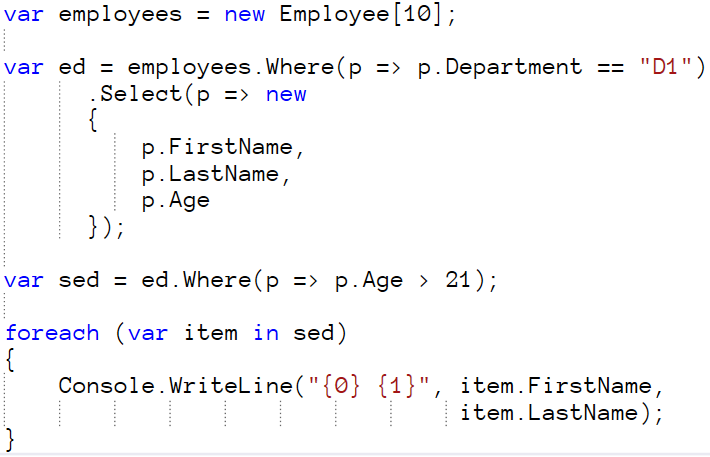 var employees = new Employee[10];
var ed = employees.Where(p => p.Department == "D1")
.Select(p => new
{
p.FirstName,
p.LastName,
p.Age
});
var sed = ed.Where(p => p.Age > 21);
foreach (var item in sed)
{
Console.WriteLine("{0} {1}", item.FirstName,
item.LastName);
}